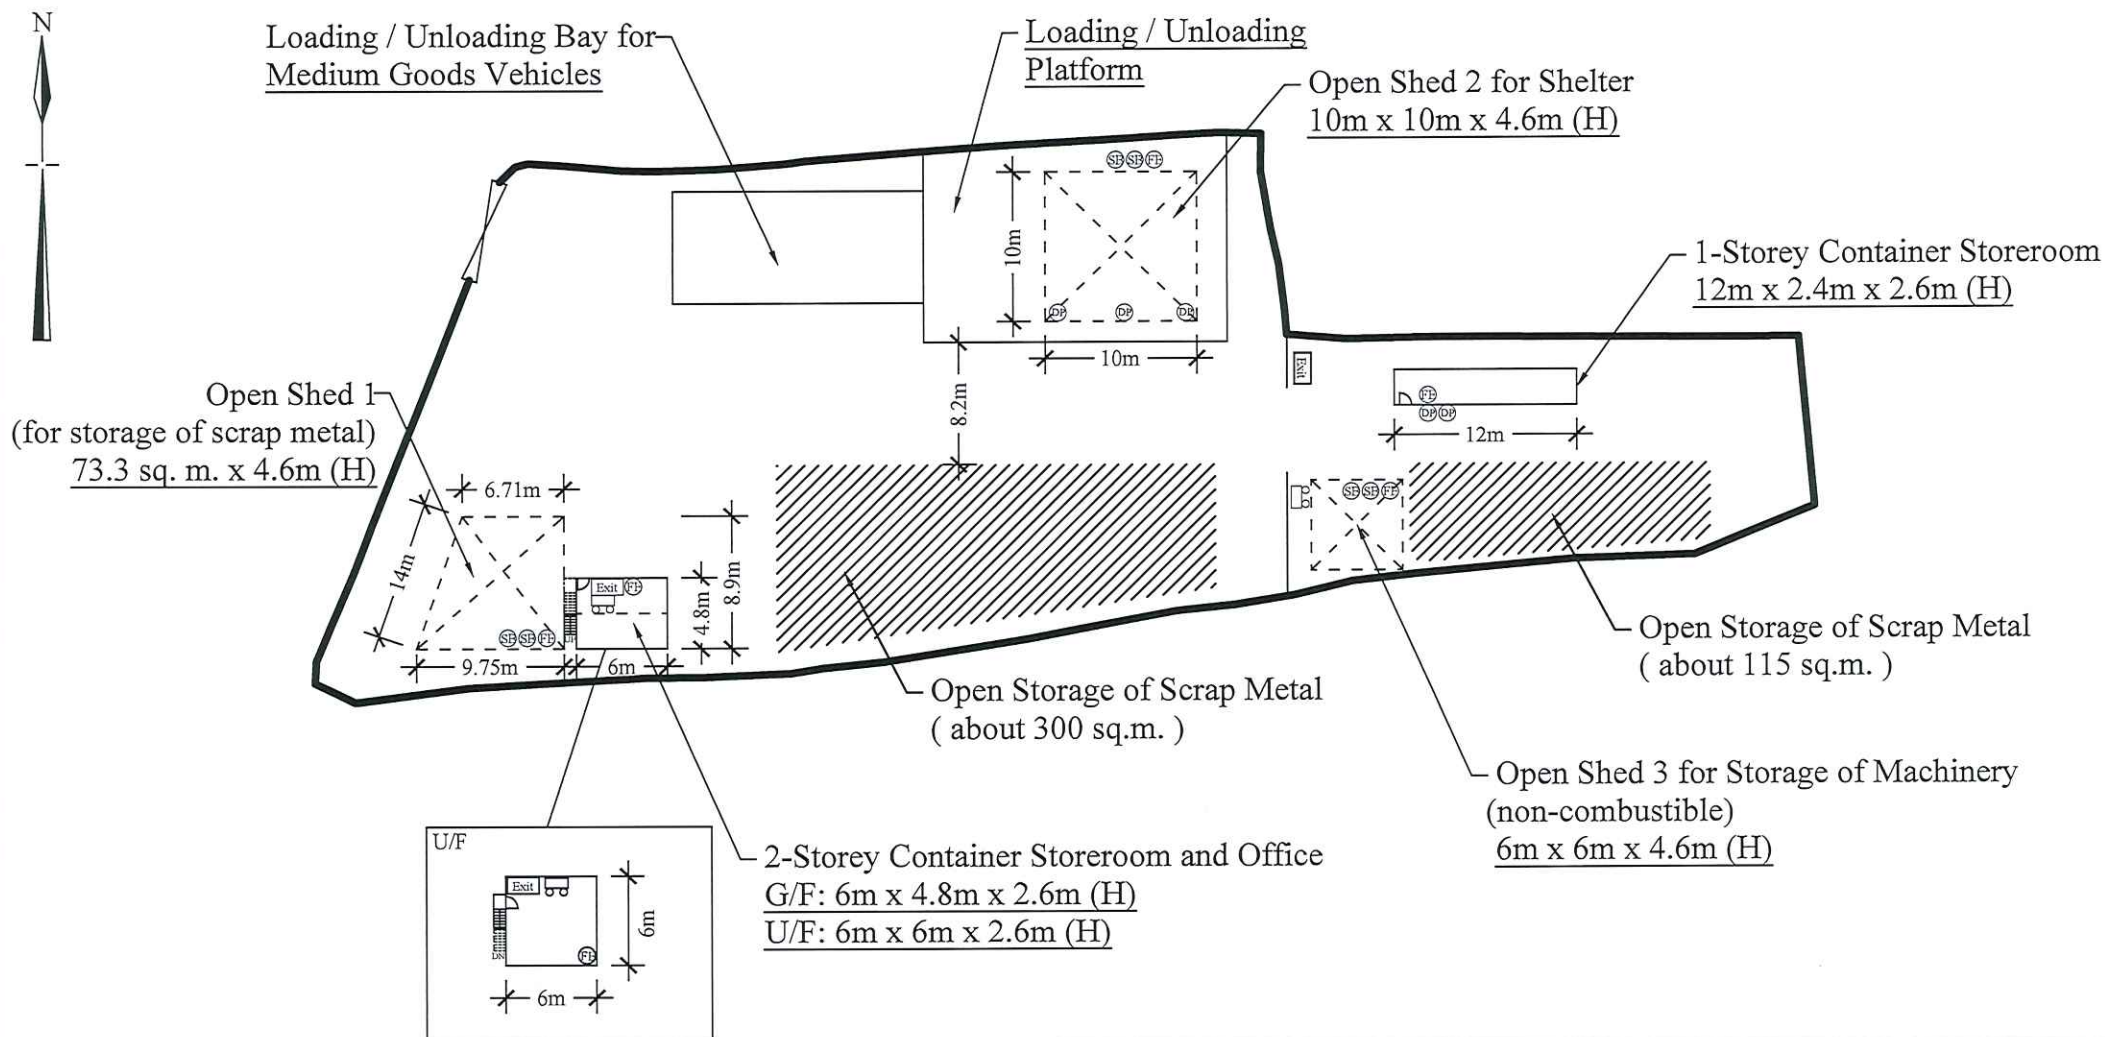 N
Loading / Unloading Bay for
Medium Goods Vehicles
Loading / Unloading
Platform
Open Shed 2 for Shelter
10m x 10m x 4.6m (H)
SB SB FE
10m
DP DP DP
10m
1-Storey Container Storeroom
12m x 2.4m x 2.6m (H)
Exit
FE
DP DP
12m
8.2m
Open Shed 1
(for storage of scrap metal)
73.3 sq. m. x 4.6m (H)
6.71m
14m
SB SB FE
9.75m
Exit FE
UP
6m
4.8m
8.9m
SB SB FE
Open Storage of Scrap Metal
( about 115 sq.m. )
Open Storage of Scrap Metal
( about 300 sq.m. )
Open Shed 3 for Storage of Machinery
(non-combustible)
6m x 6m x 4.6m (H)
2-Storey Container Storeroom and Office
G/F: 6m x 4.8m x 2.6m (H)
U/F: 6m x 6m x 2.6m (H)
U/F
Exit
DN
FE
6m
6m